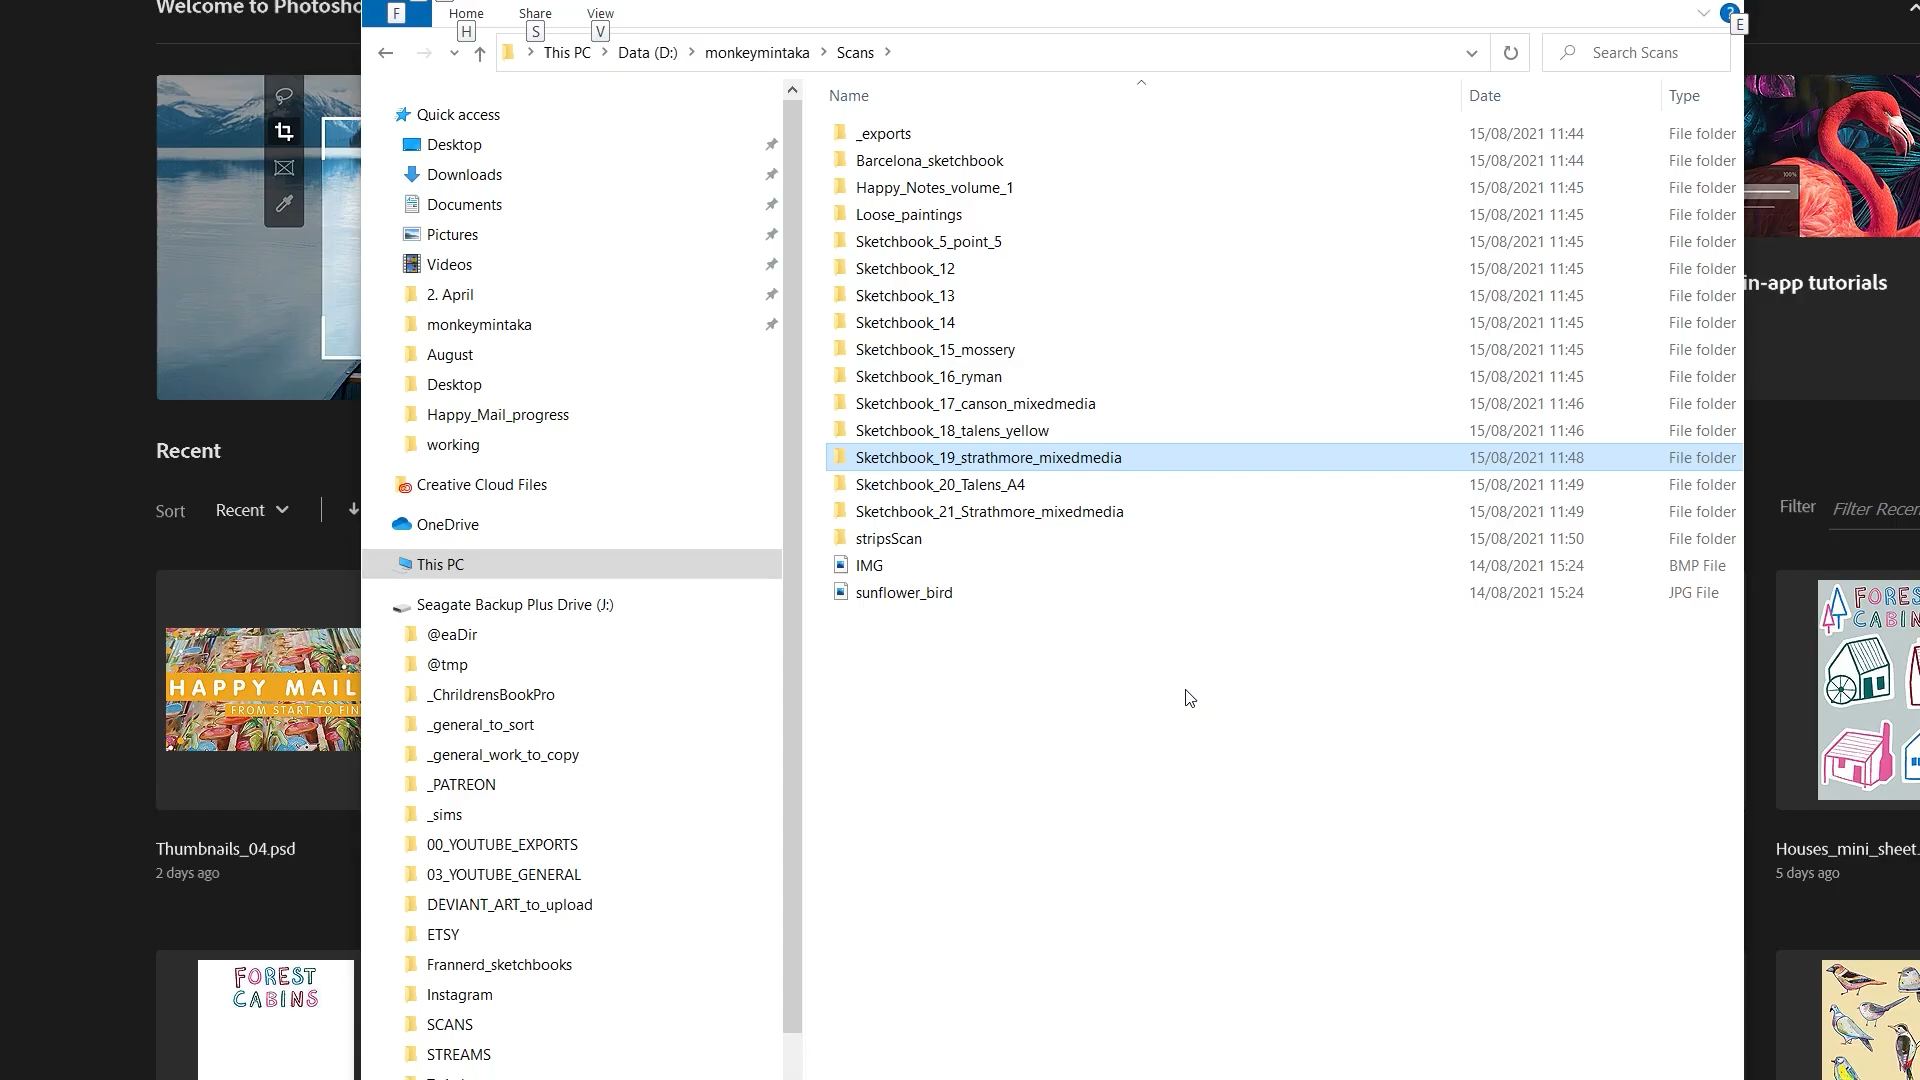 Welcome to Photosho
F
Home
Share
View
H
S
V
E
?
This PC
Data (D:)
monkeymintaka
Scans
Search Scans
Name
Date
Type
Quick access
Desktop
Downloads
Documents
Pictures
Videos
2. April
monkeymintaka
August
Desktop
Happy_Mail_progress
working
Creative Cloud Files
OneDrive
This PC
Seagate Backup Plus Drive (J:)
@eaDir
@tmp
_ChrildrensBookPro
_general_to_sort
_general_work_to_copy
_PATREON
_sims
00_YOUTUBE_EXPORTS
03_YOUTUBE_GENERAL
DEVIANT_ART_to_upload
ETSY
Frannerd_sketchbooks
Instagram
SCANS
STREAMS
_exports 15/08/2021 11:44 File folder
Barcelona_sketchbook 15/08/2021 11:44 File folder
Happy_Notes_volume_1 15/08/2021 11:45 File folder
Loose_paintings 15/08/2021 11:45 File folder
Sketchbook_5_point_5 15/08/2021 11:45 File folder
Sketchbook_12 15/08/2021 11:45 File folder
Sketchbook_13 15/08/2021 11:45 File folder
Sketchbook_14 15/08/2021 11:45 File folder
Sketchbook_15_mossery 15/08/2021 11:45 File folder
Sketchbook_16_ryman 15/08/2021 11:45 File folder
Sketchbook_17_canson_mixedmedia 15/08/2021 11:46 File folder
Sketchbook_18_talens_yellow 15/08/2021 11:46 File folder
Sketchbook_19_strathmore_mixedmedia 15/08/2021 11:48 File folder
Sketchbook_20_Talens_A4 15/08/2021 11:49 File folder
Sketchbook_21_Strathmore_mixedmedia 15/08/2021 11:49 File folder
stripsScan 15/08/2021 11:50 File folder
IMG 14/08/2021 15:24 BMP File
sunflower_bird 14/08/2021 15:24 JPG File
100%
in-app tutorials
Recent
Sort
Recent
Filter
Filter Recen
HAPPY MAIL
FROM START TO FIN
Thumbnails_04.psd
2 days ago
FOREST
CABINS
FORES
CABIN
Houses_mini_sheet.
5 days ago